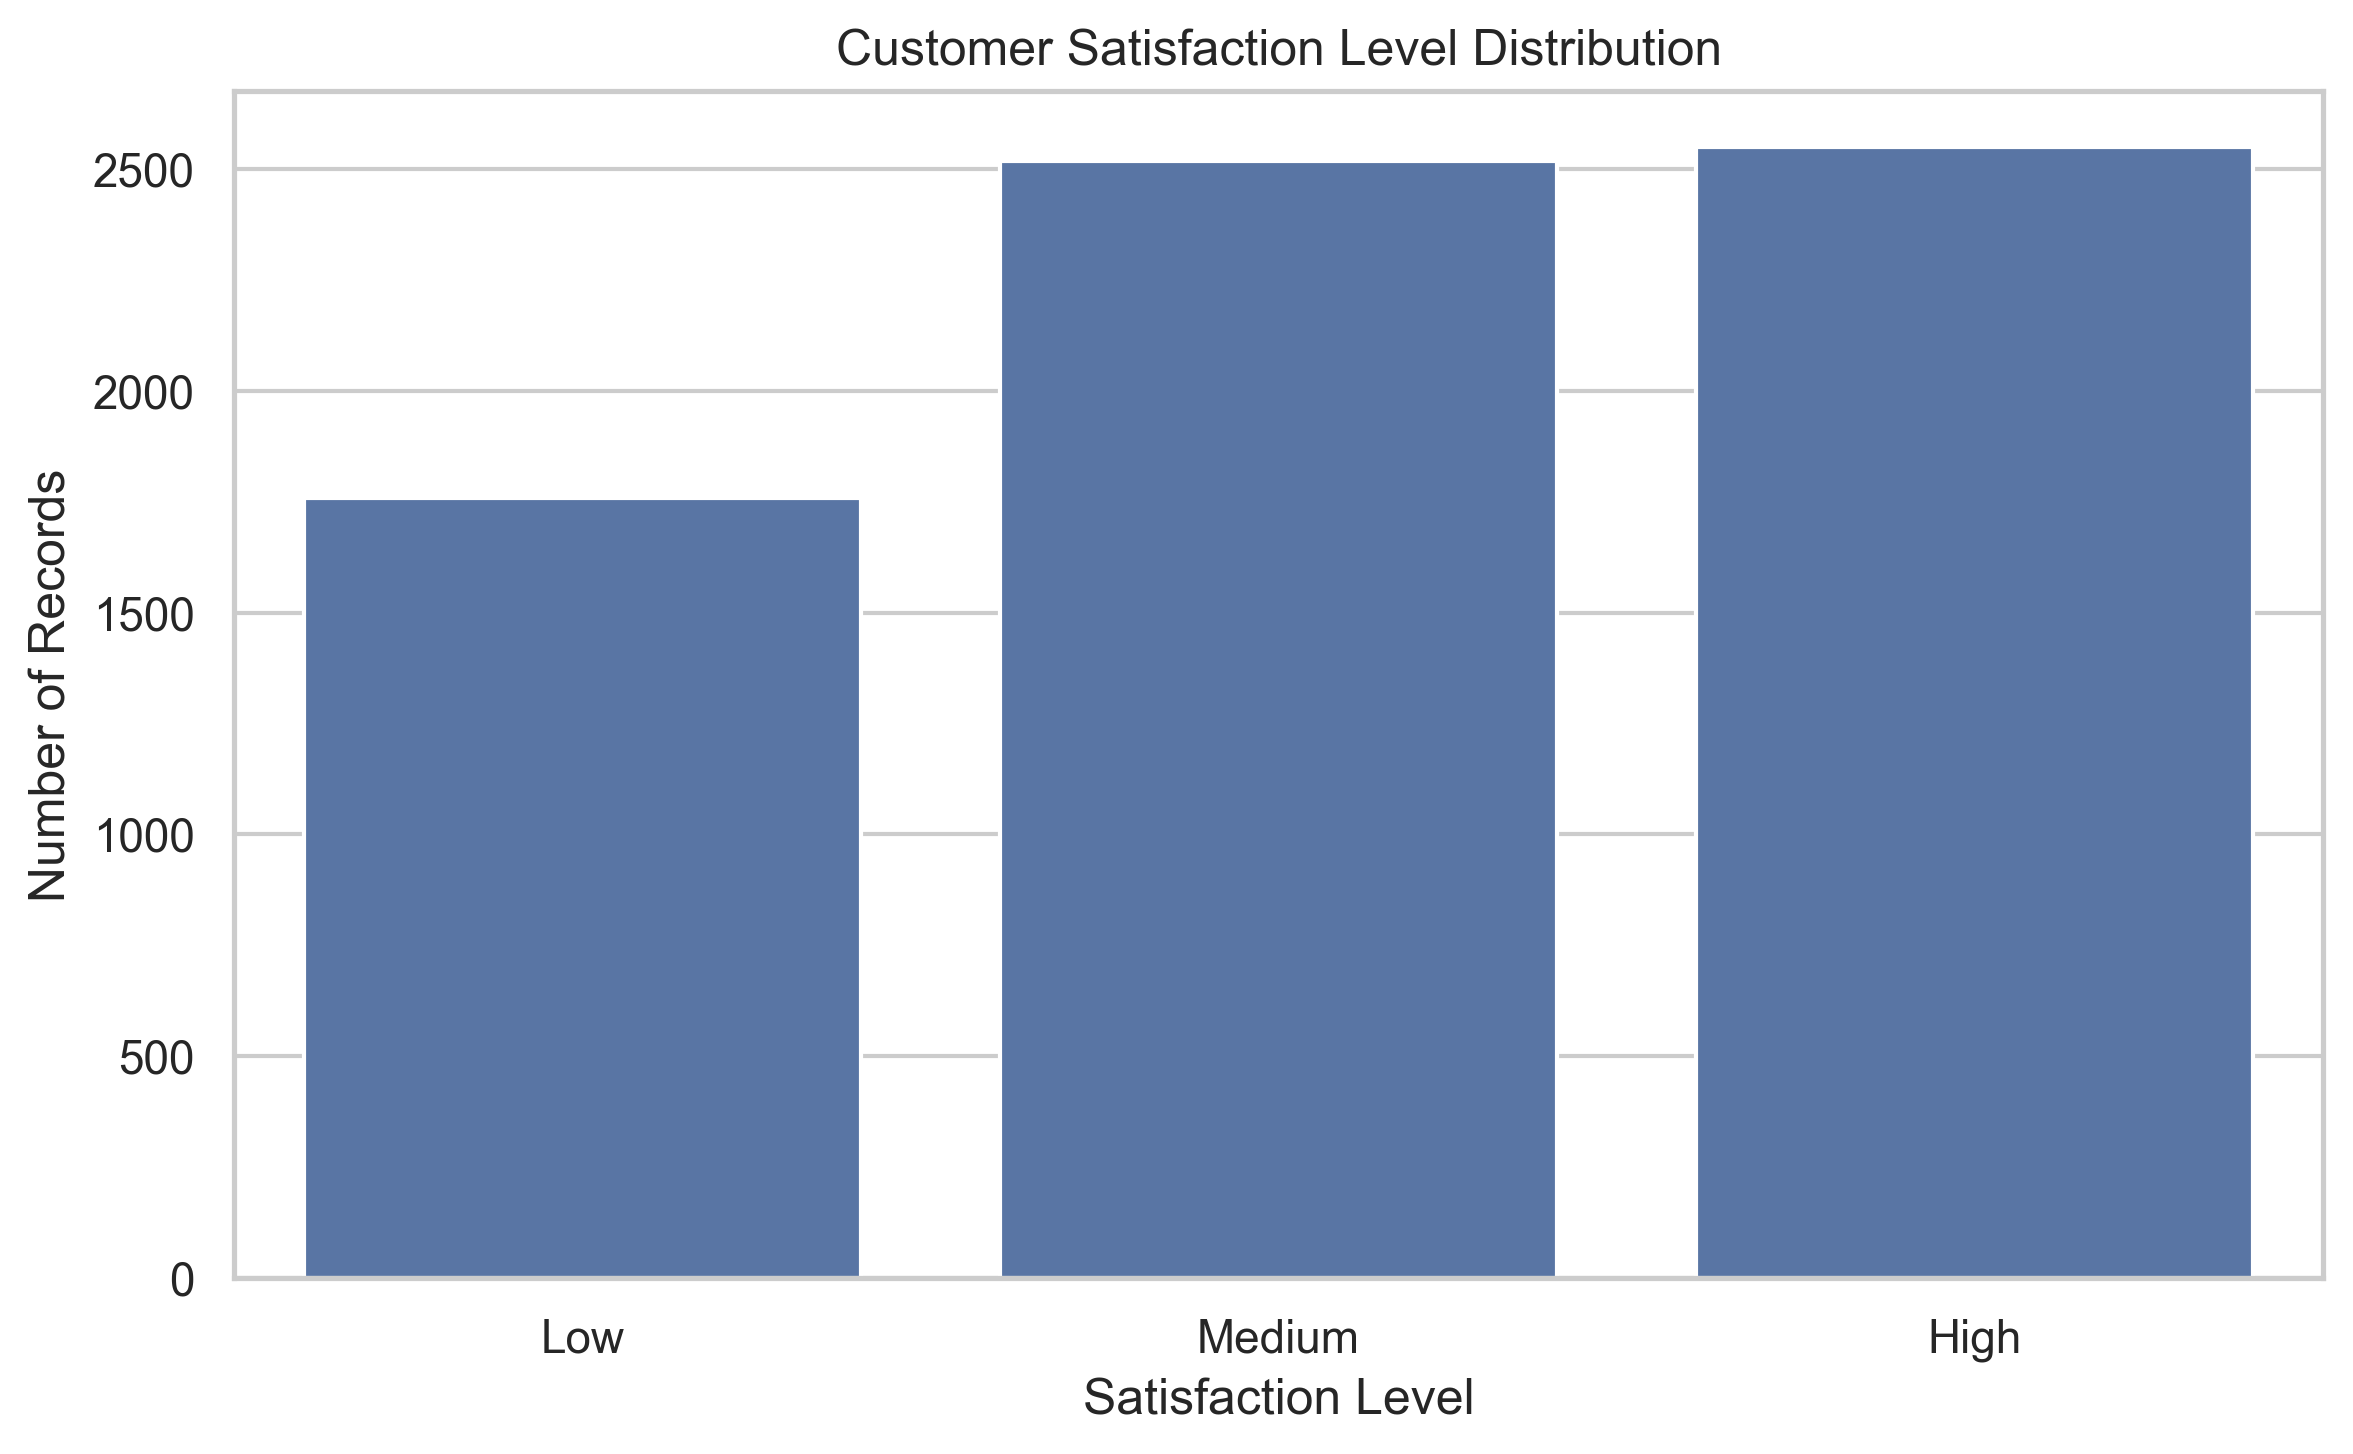 Customer Satisfaction Level Distribution
2500
2000
1500
1000
500
0
Number of Records
Low
Medium
High
Satisfaction Level